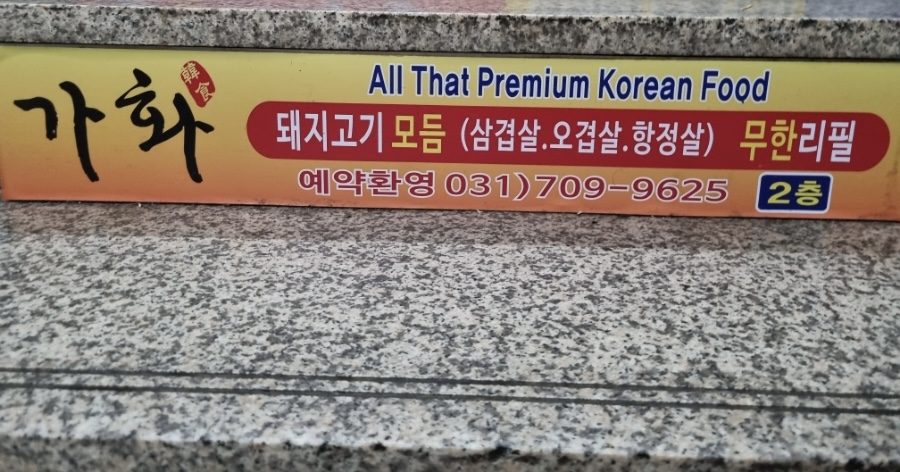 가화
韓食
All That Premium Korean Food
돼지고기 모듬 (삼겹살.오겹살.항정살) 무한리필
예약환영 031)709-9625 2층